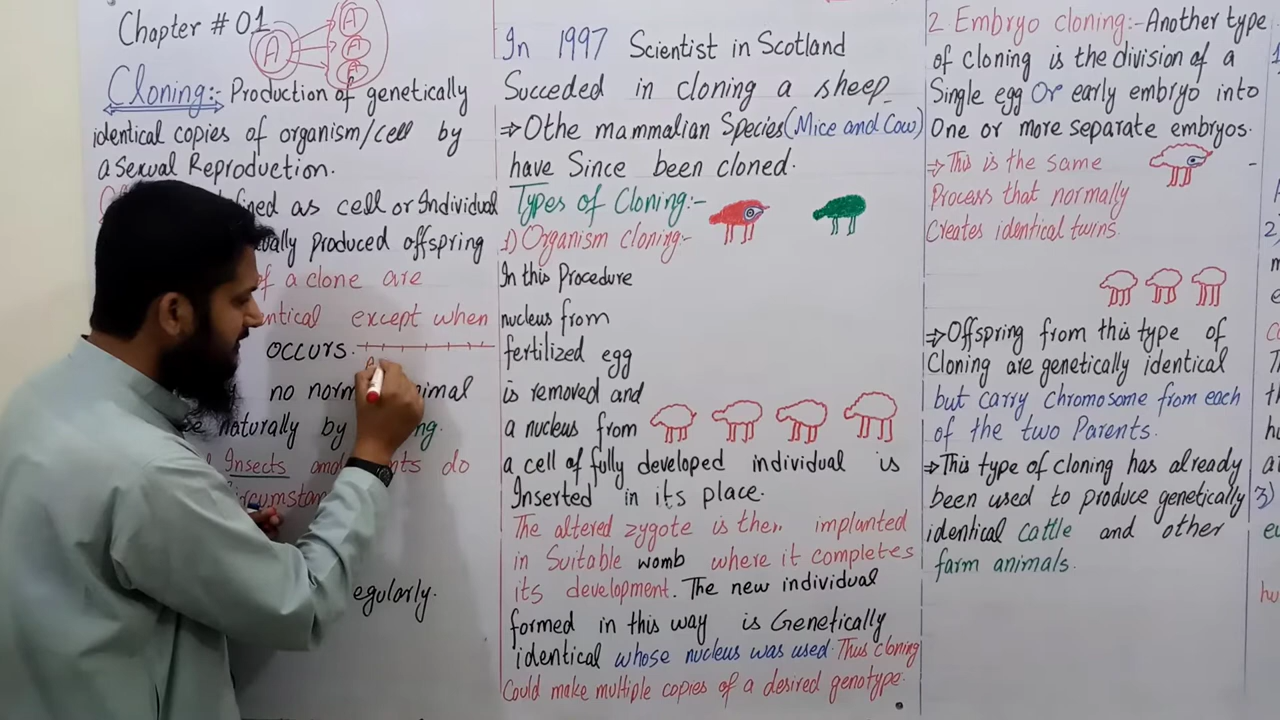 Chapter # 01
A
A
A
A
Cloning:- Production of genetically
identical copies of organism/cell by
a sexual Reproduction.
as cell or Individual
produced offspring
of a clone are
except when
occurs.
no
naturally by
Insects do
egularly.
In 1997 Scientist in Scotland
Succeded in cloning a sheep
⇒ Othe mammalian Species (Mice and Cow)
have Since been cloned.
Types of Cloning:-
1) Organism cloning:-
In this Procedure
nucleus from
fertilized egg
is removed and
a nucleus from
a cell of fully developed individual is
Inserted in its place.
The altered zygote is then implanted
in Suitable womb where it completes
its development. The new individual
formed in this way is Genetically
identical whose nucleus was used. Thus cloning
Could make multiple copies of a desired genotype.
2. Embryo cloning:- Another type
of cloning is the division of a
Single egg Or early embryo into
One or more separate embryos.
⇒ This is the same
Process that normally
Creates identical twins.
⇒ Offspring from this type of
Cloning are genetically identical
but carry chromosome from each
of the two Parents.
⇒ This type of cloning has already
been used to produce genetically
identical cattle and other
farm animals.
2)
3)